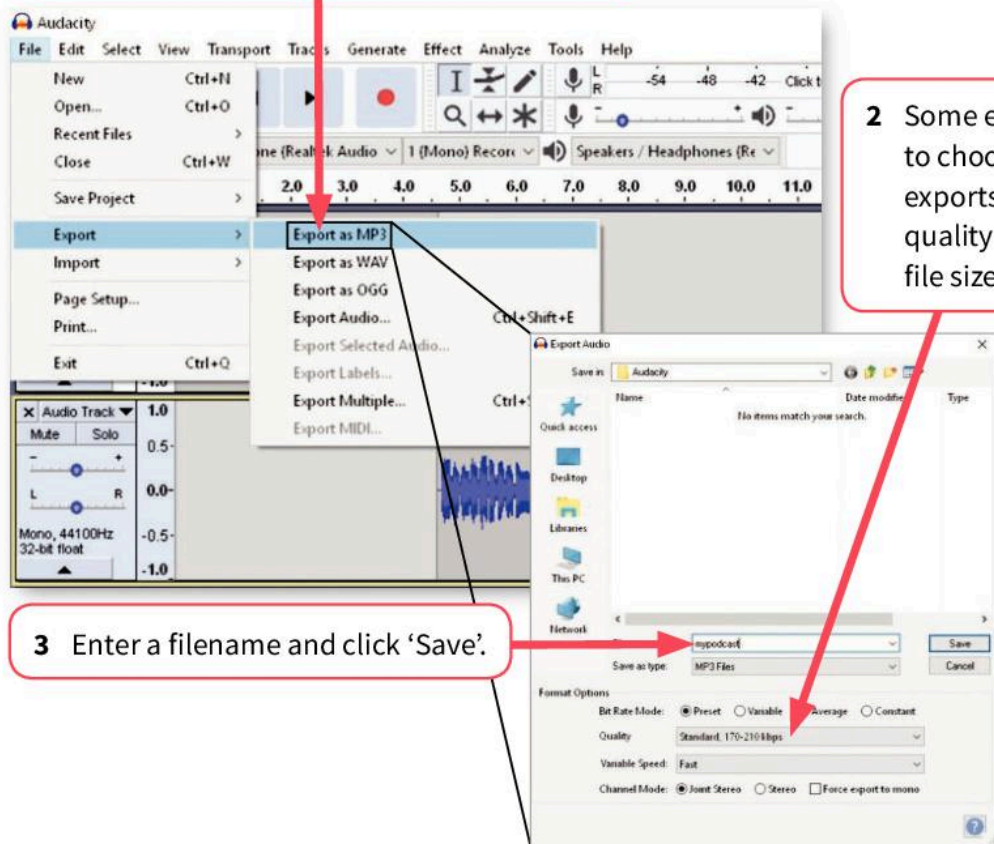 Audacity
File Edit Select View Transport Tracks Generate Effect Analyze Tools Help
New Ctrl+N
Open... Ctrl+O
Recent Files >
Close Ctrl+W
Save Project >
Export >
Import >
Page Setup...
Print...
Exit Ctrl+Q
L
R
-54 -48 -42 Click t
Audio 1 (Mono) Recor Speakers / Headphones (Re
2.0 3.0 4.0 5.0 6.0 7.0 8.0 9.0 10.0 11.0
Export as MP3
Export as WAV
Export as OGG
Export Audio... Ctrl+Shift+E
Export Selected Audio...
Export Labels...
Export Multiple...
Export MIDI...
-1.0
X Audio Track 1.0
Mute Solo
0.5-
- +
L R 0.0-
Mono, 44100Hz -0.5-
32-bit float
-1.0
2 Some e
to choo
exports
quality
file size
Export Audio
Save in Audacity
Name Date modifie Type
No items match your search.
Quick access
Desktop
Libraries
This PC
Network
3 Enter a filename and click ‘Save’.
mypodcast Save
Save as type: MP3 Files Cancel
Format Options
Bit Rate Mode: Preset Variable Average Constant
Quality Standard, 170-210 kbps
Variable Speed: Fast
Channel Mode: Joint Stereo Stereo Force export to mono
?